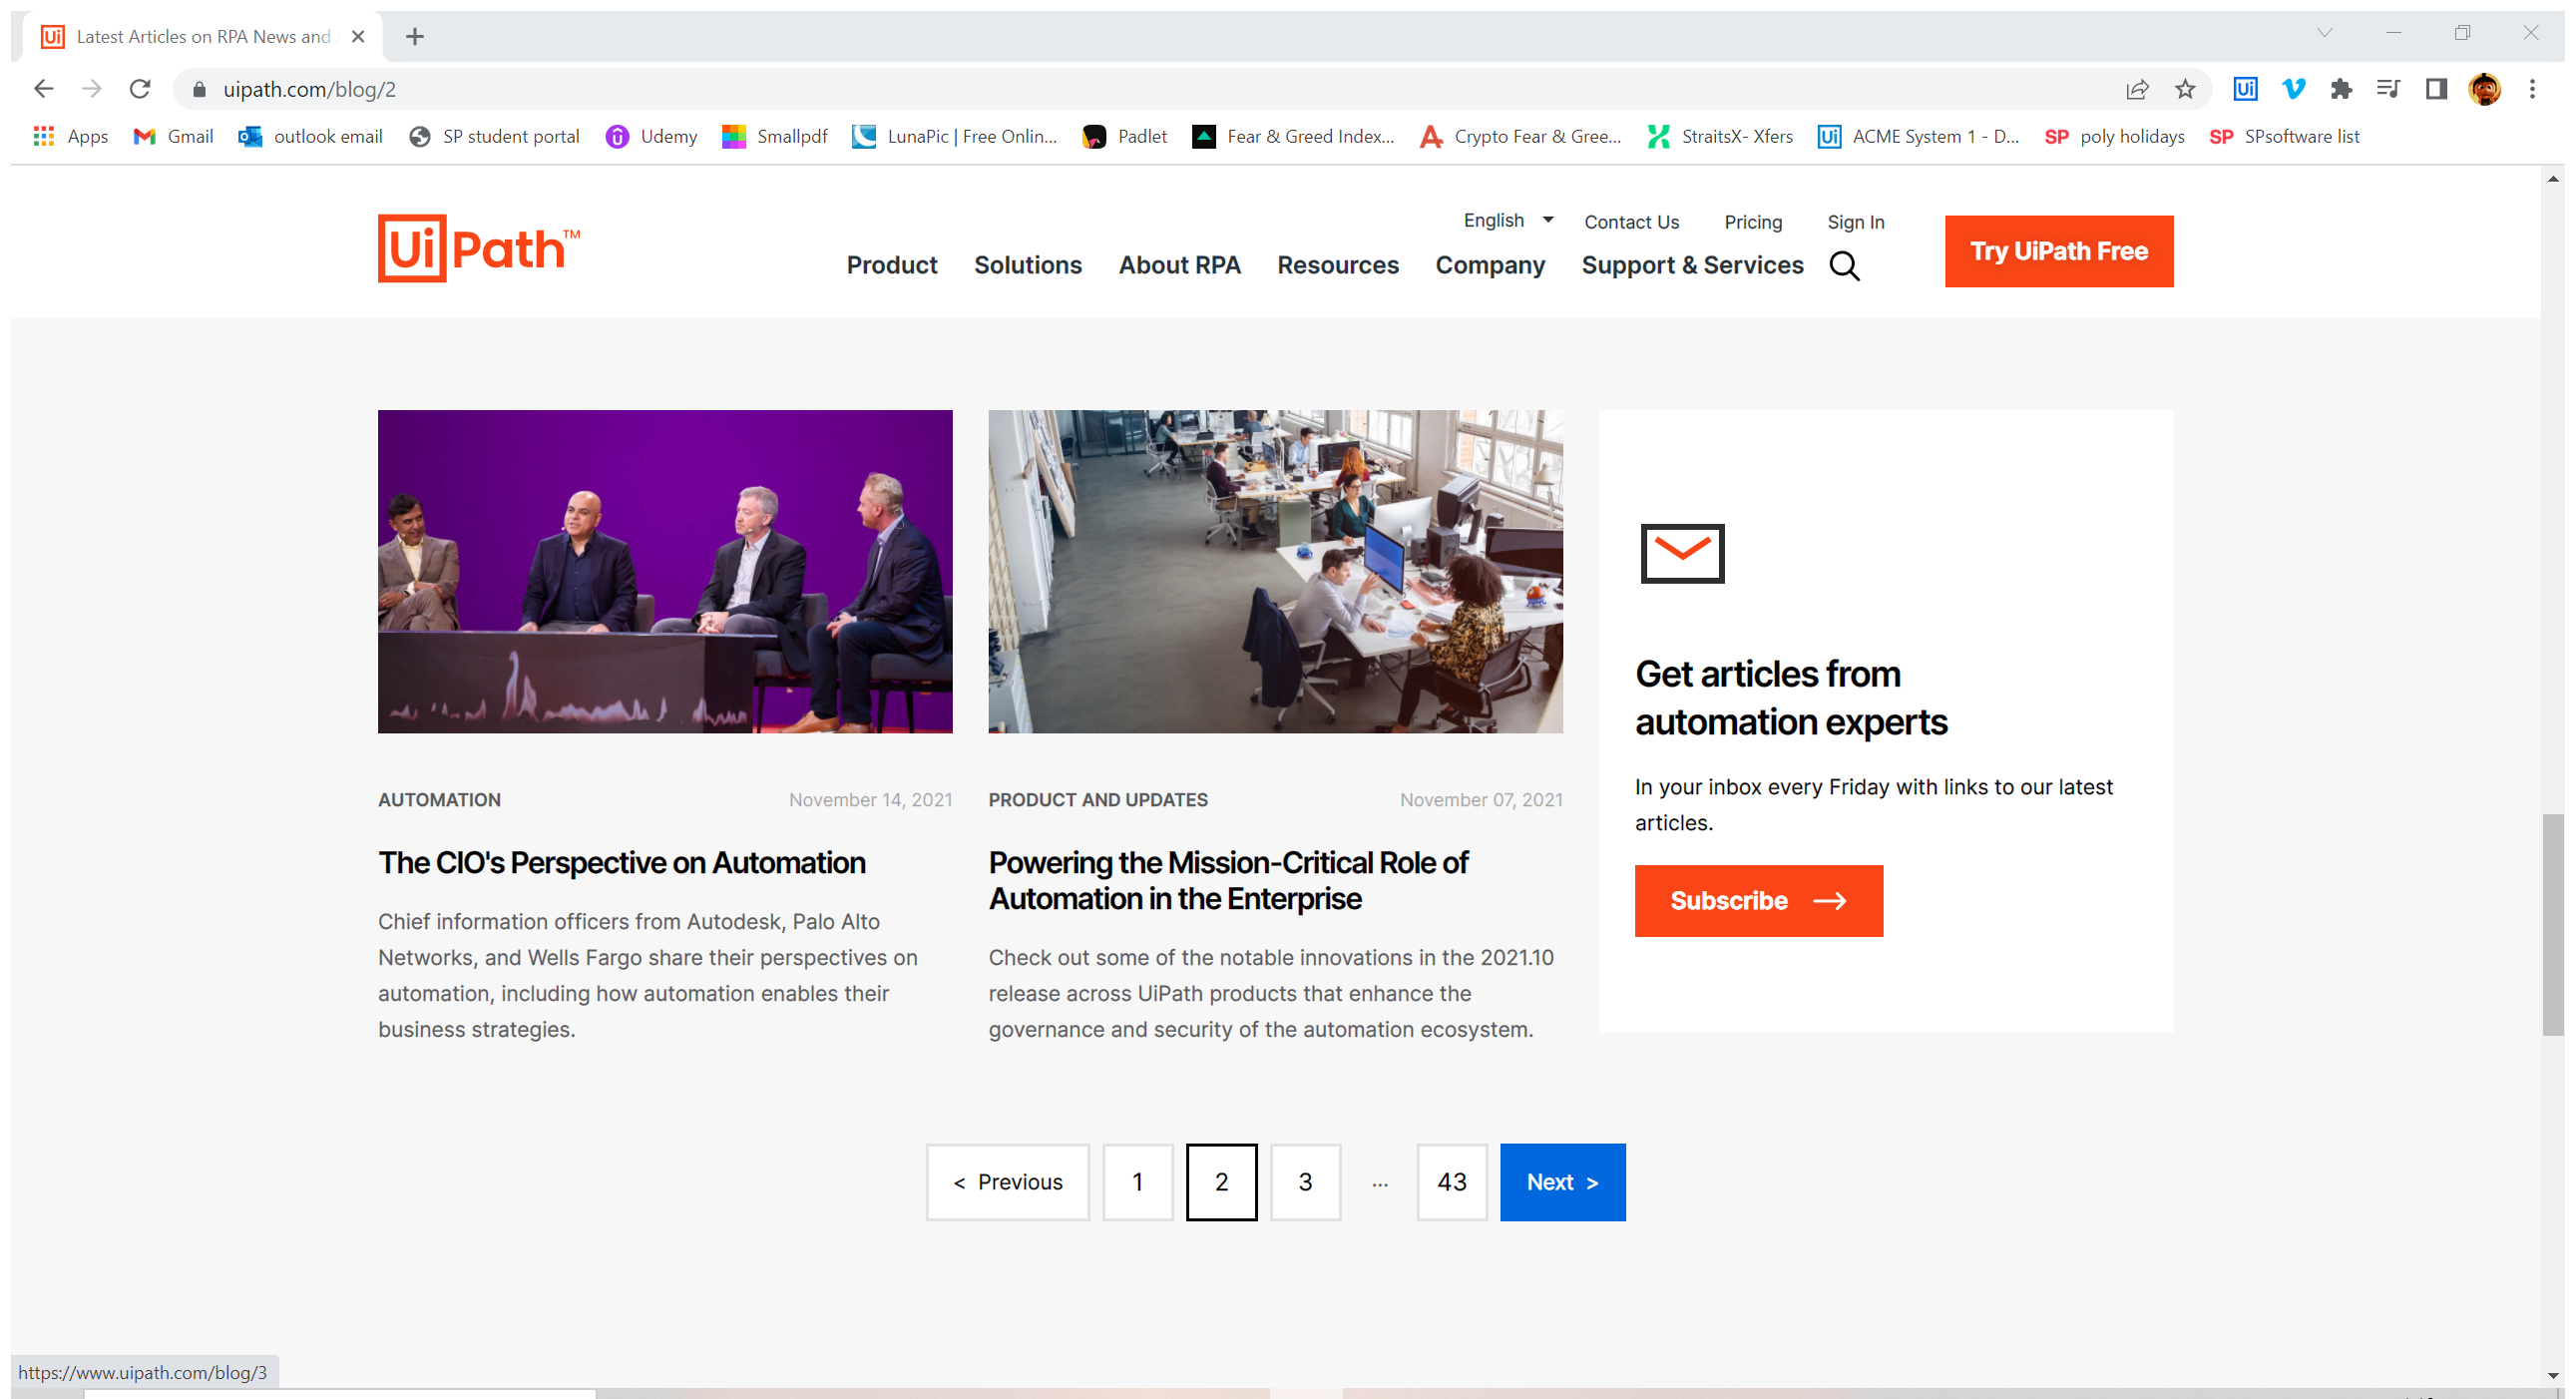 Latest Articles on RPA News and
uipath.com/blog/2
Apps Gmail outlook email SP student portal Udemy Smallpdf LunaPic | Free Onlin... Padlet Fear & Greed Index... Crypto Fear & Gree... StraitsX- Xfers Ui ACME System 1 - D... SP poly holidays SP SPsoftware list
English Contact Us Pricing Sign In
UiPath™
Product Solutions About RPA Resources Company Support & Services
Try UiPath Free
AUTOMATION November 14, 2021
The CIO's Perspective on Automation
Chief information officers from Autodesk, Palo Alto
Networks, and Wells Fargo share their perspectives on
automation, including how automation enables their
business strategies.
PRODUCT AND UPDATES November 07, 2021
Powering the Mission-Critical Role of
Automation in the Enterprise
Check out some of the notable innovations in the 2021.10
release across UiPath products that enhance the
governance and security of the automation ecosystem.
Get articles from
automation experts
In your inbox every Friday with links to our latest
articles.
Subscribe →
< Previous 1 2 3 ... 43 Next >
https://www.uipath.com/blog/3